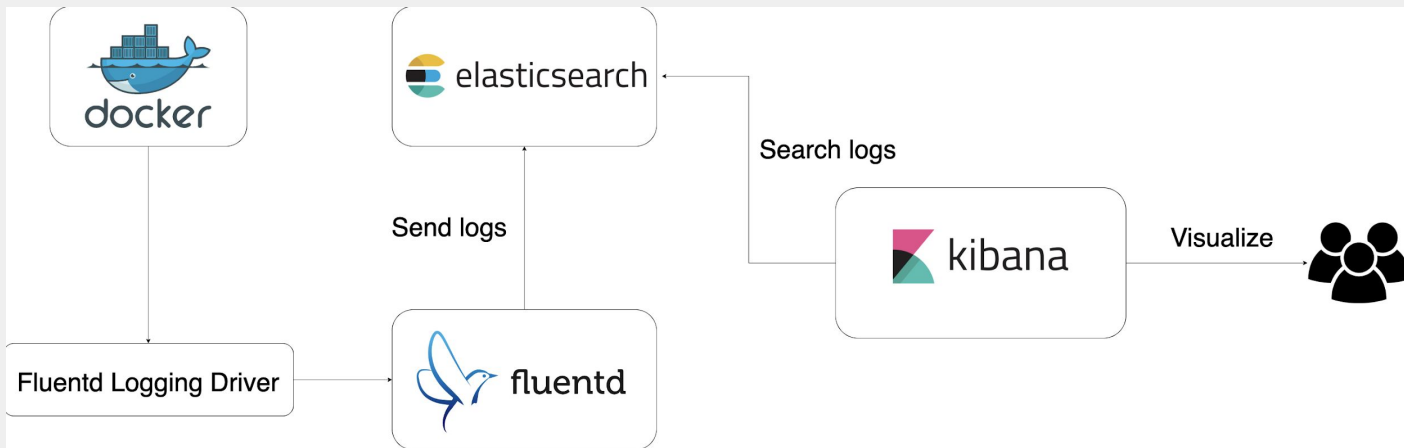 docker
elasticsearch
Search logs
Send logs
kibana
Visualize
Fluentd Logging Driver
fluentd